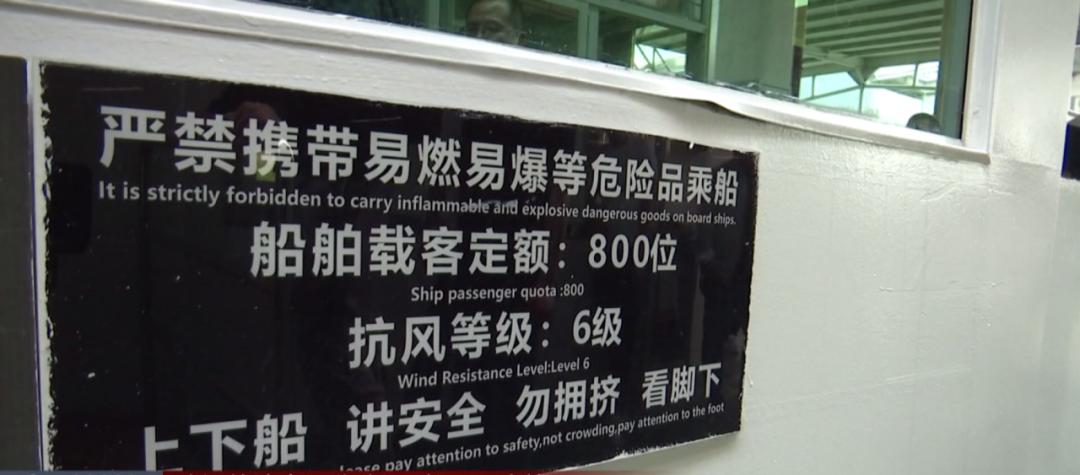 严禁携带易燃易爆等危险品乘船
It is strictly forbidden to carry inflammable and explosive dangerous goods on board ships.
船舶载客定额：800位
Ship passenger quota :800
抗风等级：6级
Wind Resistance Level:Level 6
上下船 讲安全 勿拥挤 看脚下
pay attention to safety,not crowding,pay attention to the foot